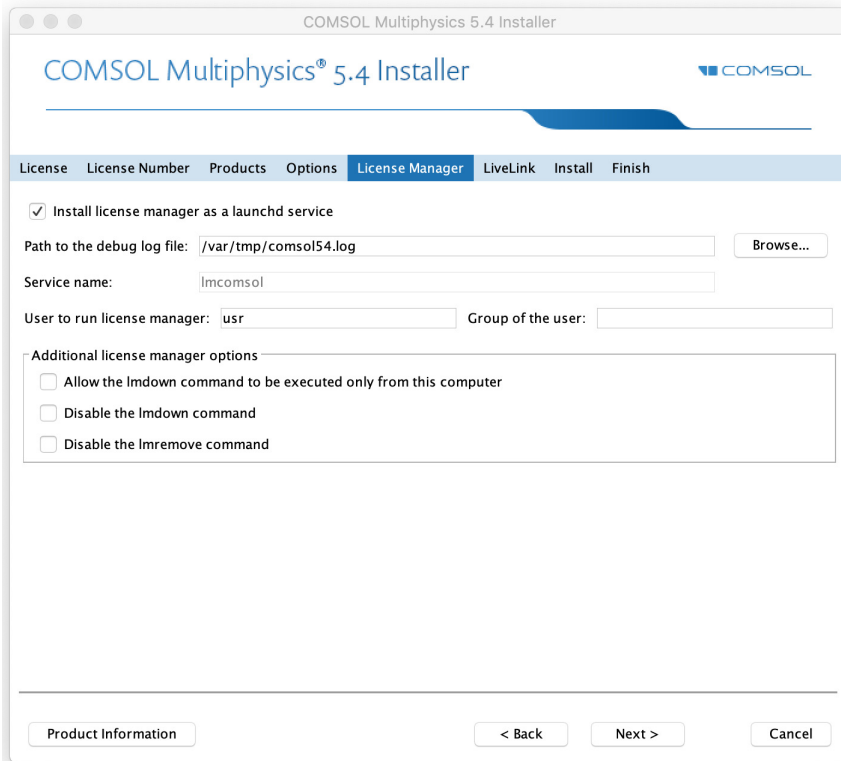 COMSOL Multiphysics 5.4 Installer
COMSOL Multiphysics® 5.4 Installer
COMSOL
License License Number Products Options License Manager LiveLink Install Finish
Install license manager as a launchd service
Path to the debug log file: /var/tmp/comsol54.log Browse...
Service name: lmcomsol
User to run license manager: usr Group of the user:
Additional license manager options
Allow the lmdown command to be executed only from this computer
Disable the lmdown command
Disable the lmremove command
Product Information < Back Next > Cancel